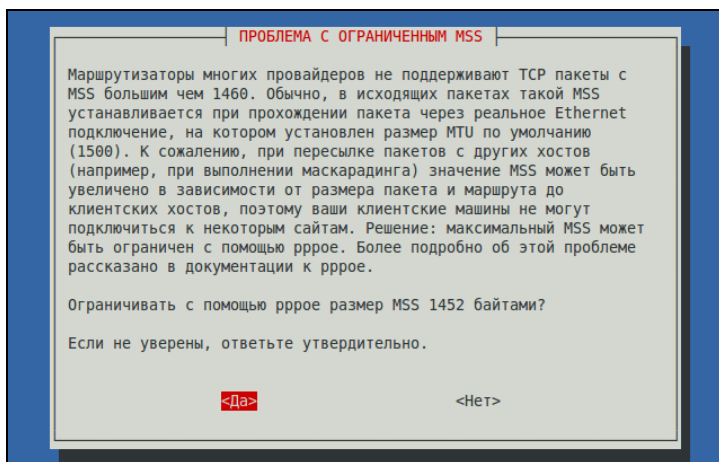 ПРОБЛЕМА С ОГРАНИЧЕННЫМ MSS
Маршрутизаторы многих провайдеров не поддерживают TCP пакеты с
MSS большим чем 1460. Обычно, в исходящих пакетах такой MSS
устанавливается при прохождении пакета через реальное Ethernet
подключение, на котором установлен размер MTU по умолчанию
(1500). К сожалению, при пересылке пакетов с других хостов
(например, при выполнении маскарадинга) значение MSS может быть
увеличено в зависимости от размера пакета и маршрута до
клиентских хостов, поэтому ваши клиентские машины не могут
подключиться к некоторым сайтам. Решение: максимальный MSS может
быть ограничен с помощью pppoe. Более подробно об этой проблеме
рассказано в документации к pppoe.
Ограничивать с помощью pppoe размер MSS 1452 байтами?
Если не уверены, ответьте утвердительно.
<Да> <Нет>